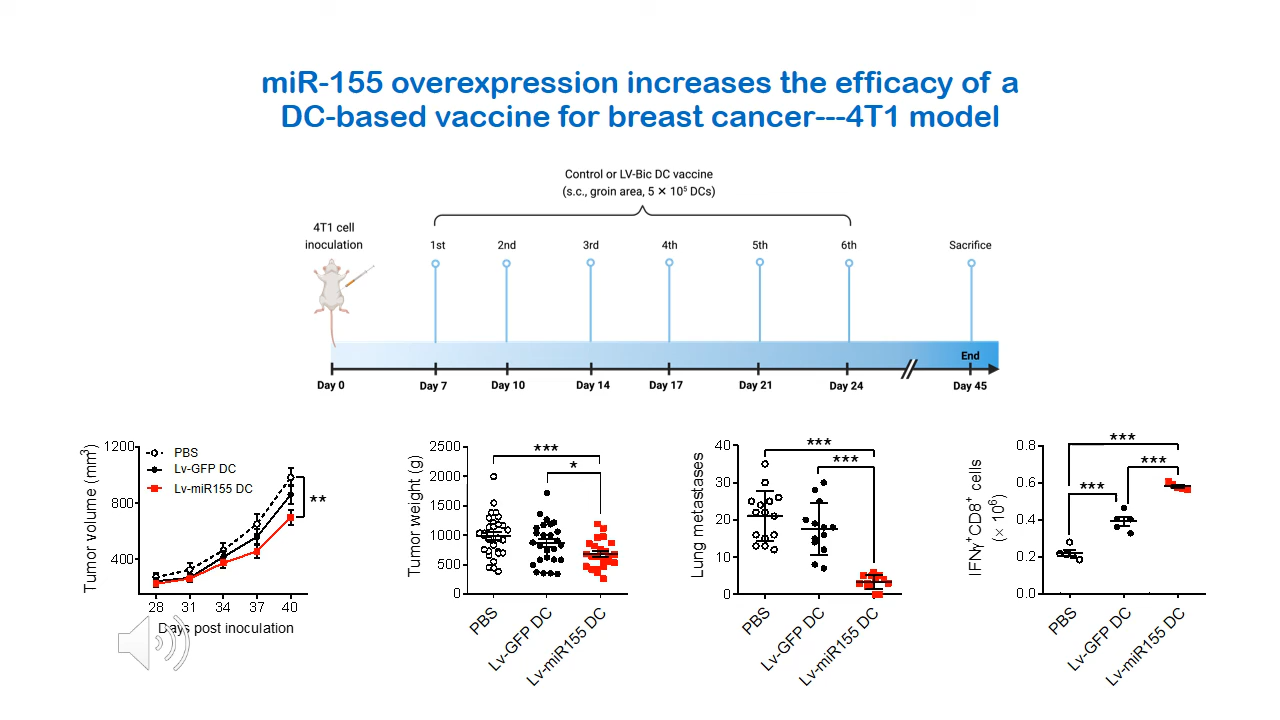 miR-155 overexpression increases the efficacy of a
DC-based vaccine for breast cancer---4T1 model
Control or LV-Bic DC vaccine
(s.c., groin area, 5 × 10⁵ DCs)
4T1 cell
inoculation
1st 2nd 3rd 4th 5th 6th Sacrifice
End
Day 0 Day 7 Day 10 Day 14 Day 17 Day 21 Day 24 Day 45
Tumor volume (mm³)
1200
800
400
PBS
Lv-GFP DC
Lv-miR155 DC
**
28 31 34 37 40
Days post inoculation
Tumor weight (g)
2500
2000
1500
1000
500
0
***
*
PBS
Lv-GFP DC
Lv-miR155 DC
Lung metastases
40
30
20
10
0
***
***
PBS
Lv-GFP DC
Lv-miR155 DC
IFNγ⁺CD8⁺ cells
(× 10⁶)
0.8
0.6
0.4
0.2
0.0
***
***
***
PBS
Lv-GFP DC
Lv-miR155 DC